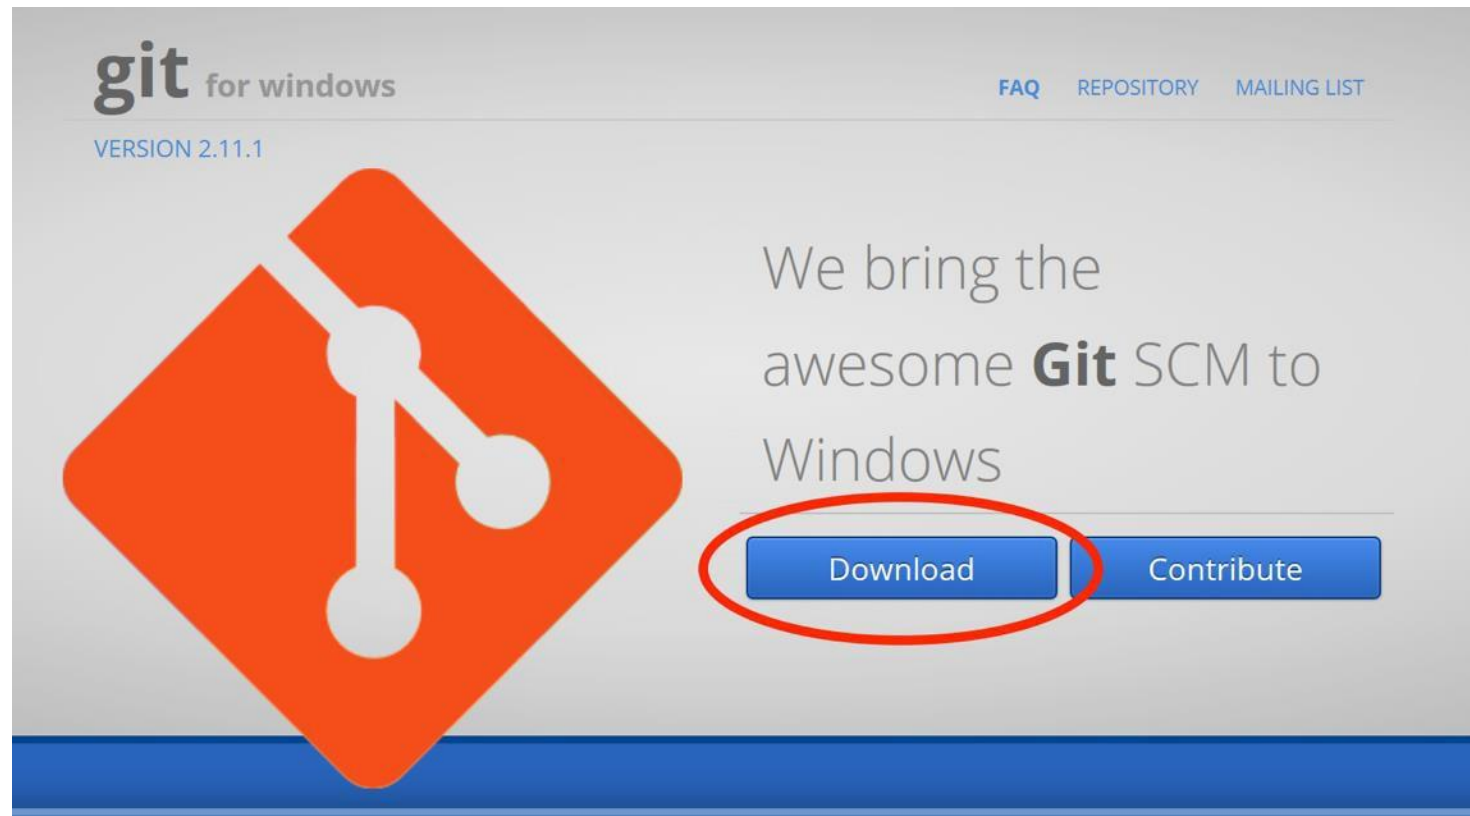 git for windows
FAQ REPOSITORY MAILING LIST
VERSION 2.11.1
We bring the
awesome Git SCM to
Windows
Download Contribute